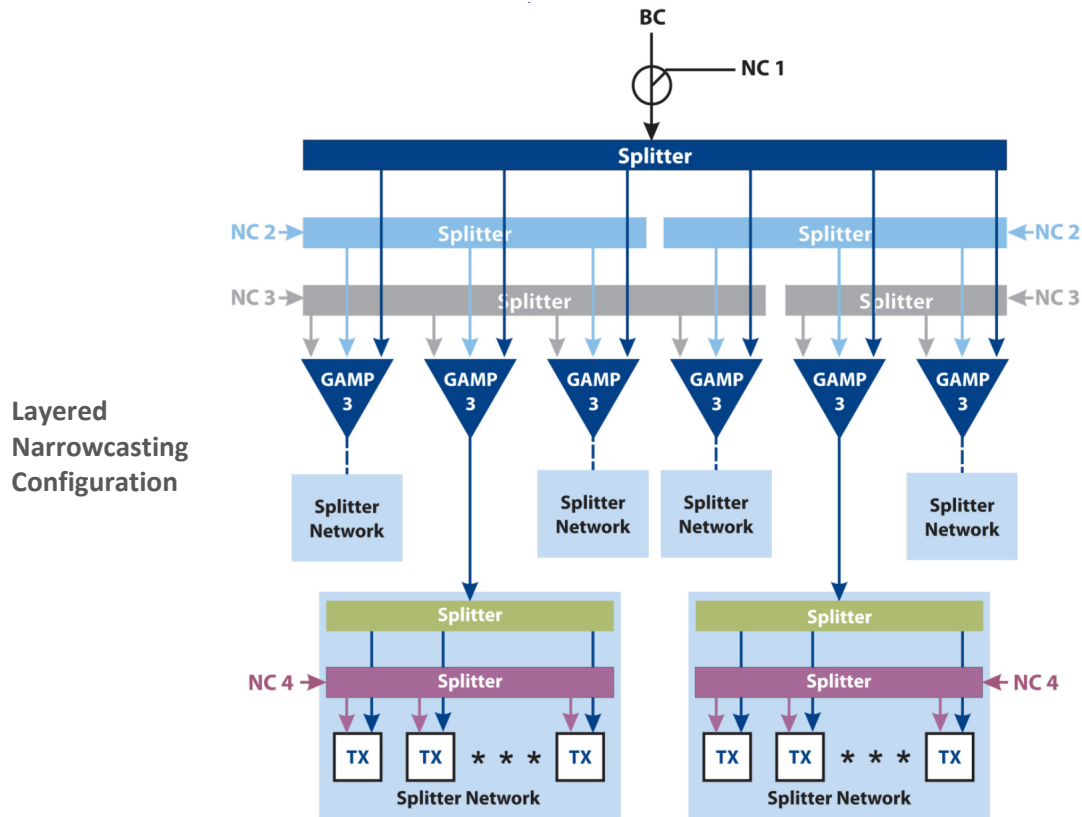 BC
NC 1
Splitter
NC 2
Splitter
Splitter
NC 2
NC 3
Splitter
Splitter
NC 3
GAMP
3
GAMP
3
GAMP
3
GAMP
3
GAMP
3
GAMP
3
Layered
Narrowcasting
Configuration
Splitter
Network
Splitter
Network
Splitter
Network
Splitter
Network
Splitter
Splitter
NC 4
Splitter
Splitter
NC 4
TX
TX
* * *
TX
TX
TX
* * *
TX
Splitter Network
Splitter Network